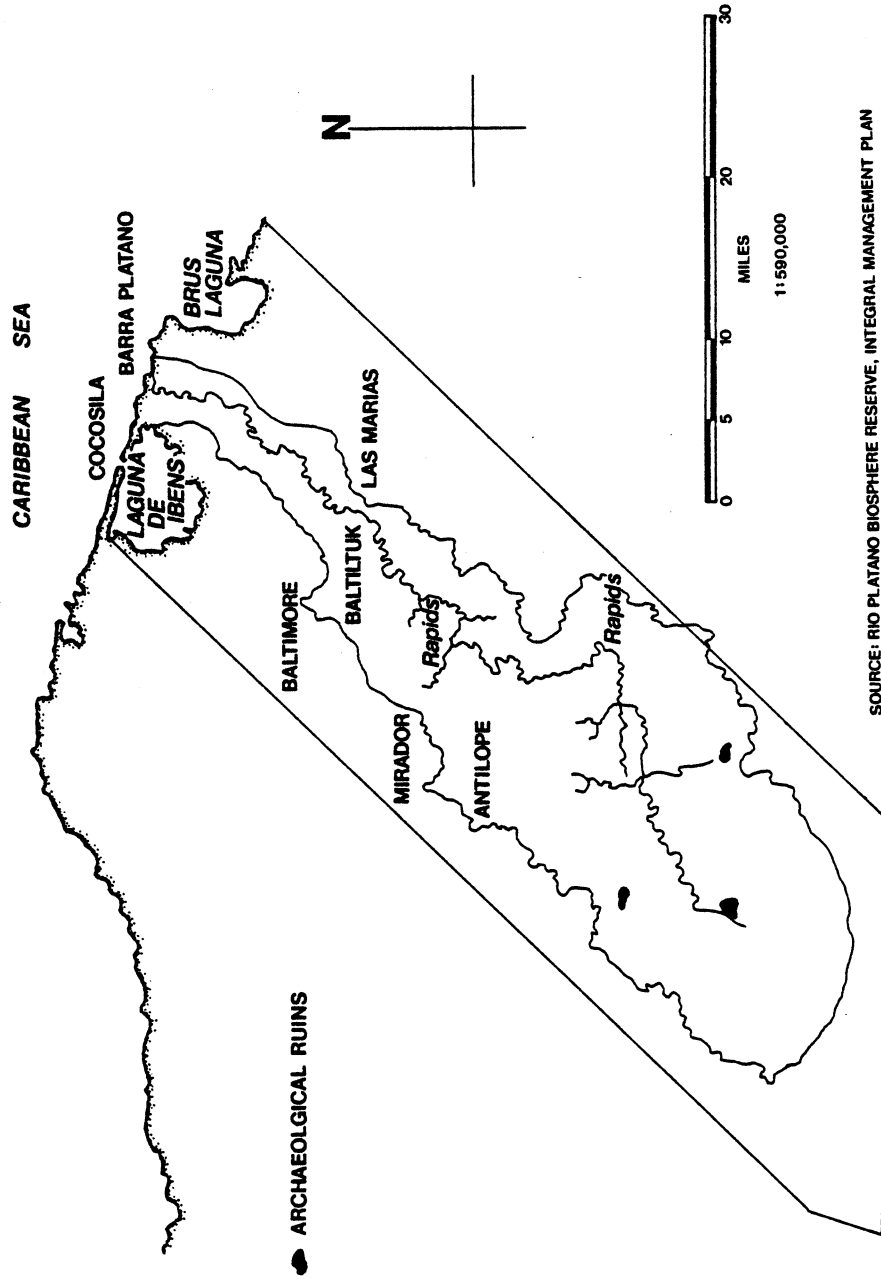 CARIBBEAN SEA
COCOSILA
BARRA PLATANO
LAGUNA
DE
IBENS
BRUS
LAGUNA
N
BALTIMORE
BALTILTUK
LAS MARIAS
MIRADOR
Rapids
ANTILOPE
Rapids
ARCHAEOLGICAL RUINS
0 5 10 20 30
MILES
1:590,000
SOURCE: RIO PLATANO BIOSPHERE RESERVE, INTEGRAL MANAGEMENT PLAN